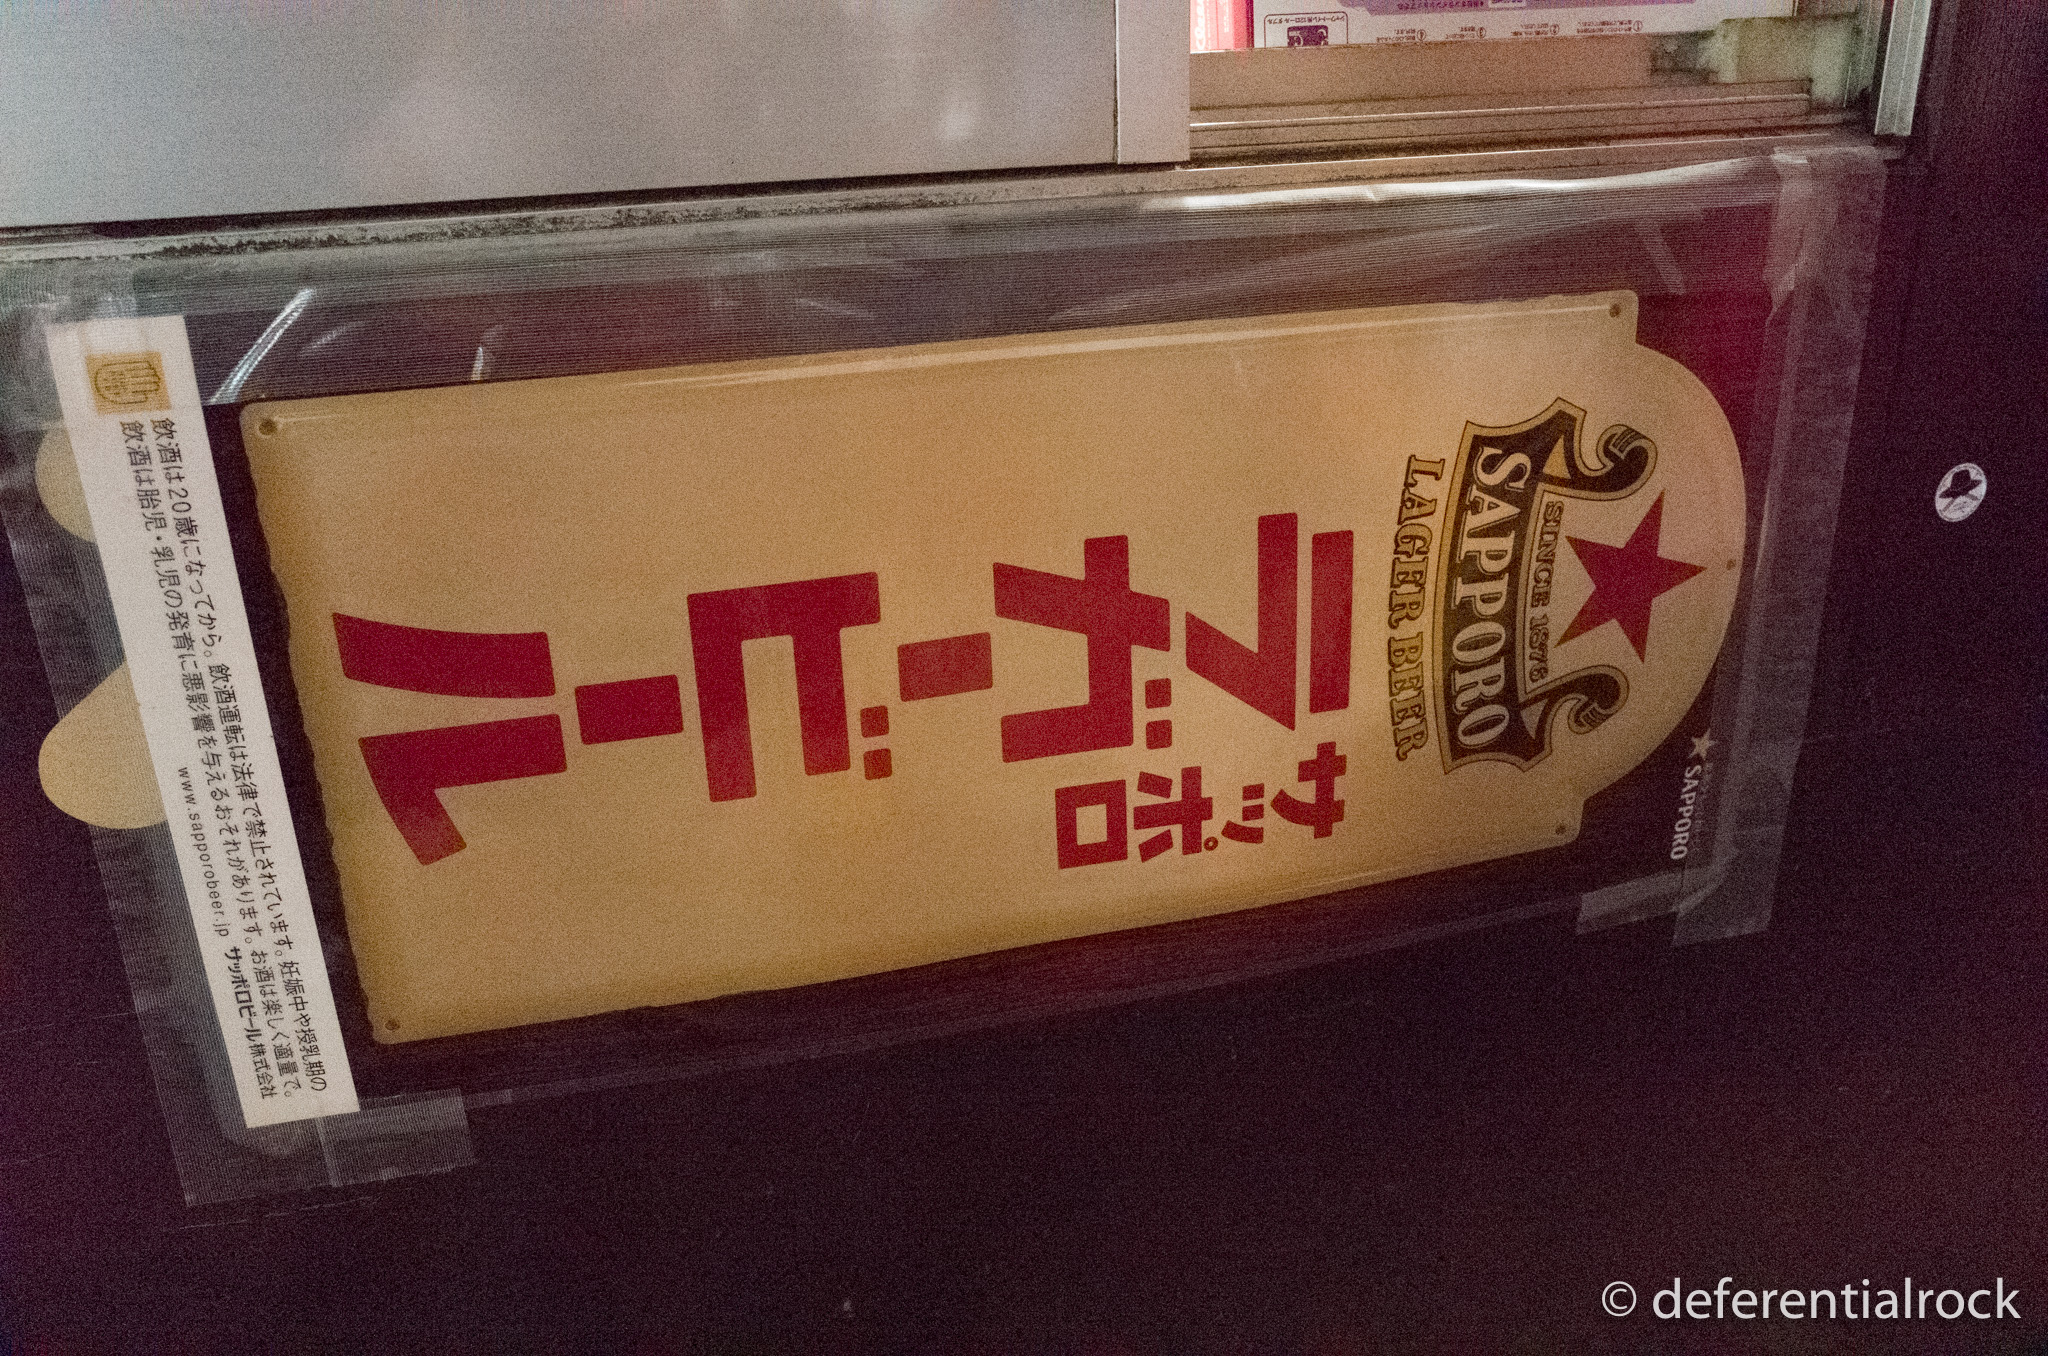 SINCE 1876
SAPPORO
LAGER BEER
サッポロ
ラガービール
SAPPORO
飲酒は20歳になってから。飲酒運転は法律で禁止されています。妊娠中や授乳期の
飲酒は胎児・乳児の発育に悪影響を与えるおそれがあります。お酒は楽しく適量で。
www.sapporobeer.jp サッポロビール株式会社
© deferentialrock